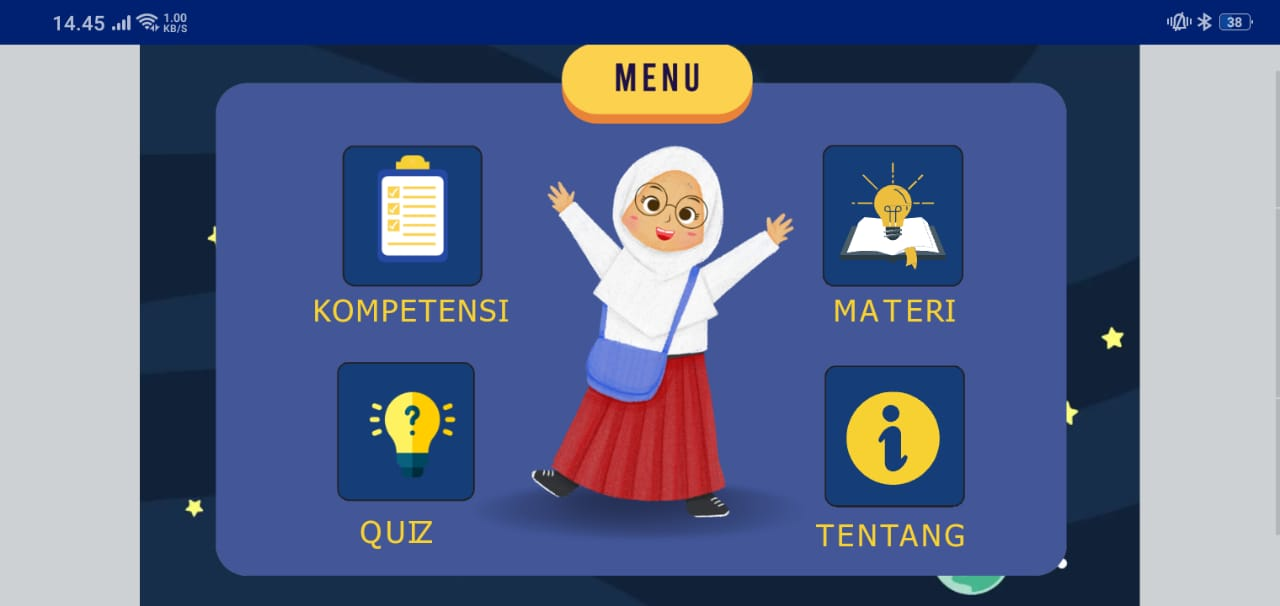 14.45 1.00 KB/S 38
MENU
KOMPETENSI
MATERI
QUIZ
TENTANG